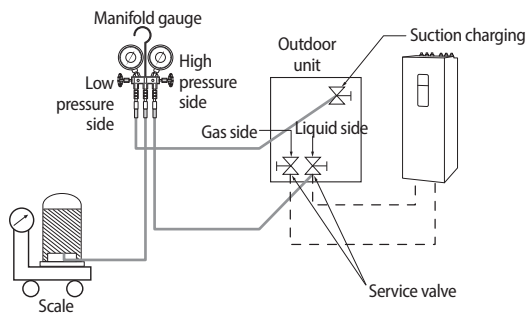 Manifold gauge
Low
pressure
side
High
pressure
side
Outdoor
unit
Suction charging
Gas side
Liquid side
Service valve
Scale